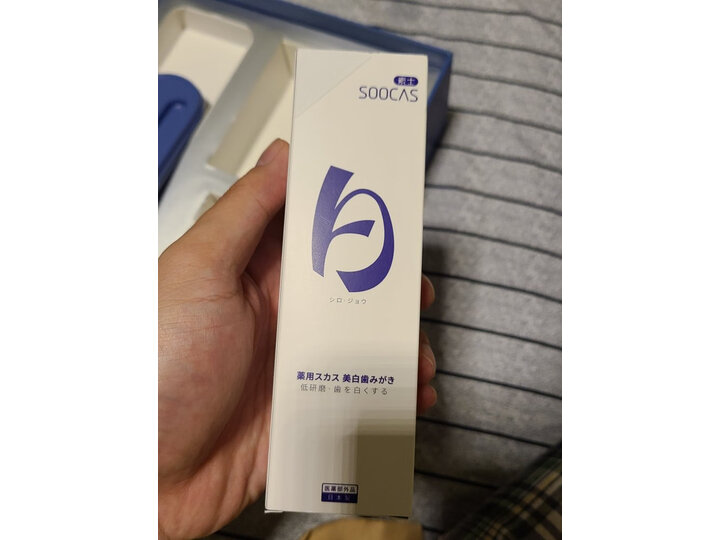 素士
SOOCAS
白
シロ ジョウ
薬用スカス 美白歯みがき
低研磨·歯を白くする
医薬部外品
日本製